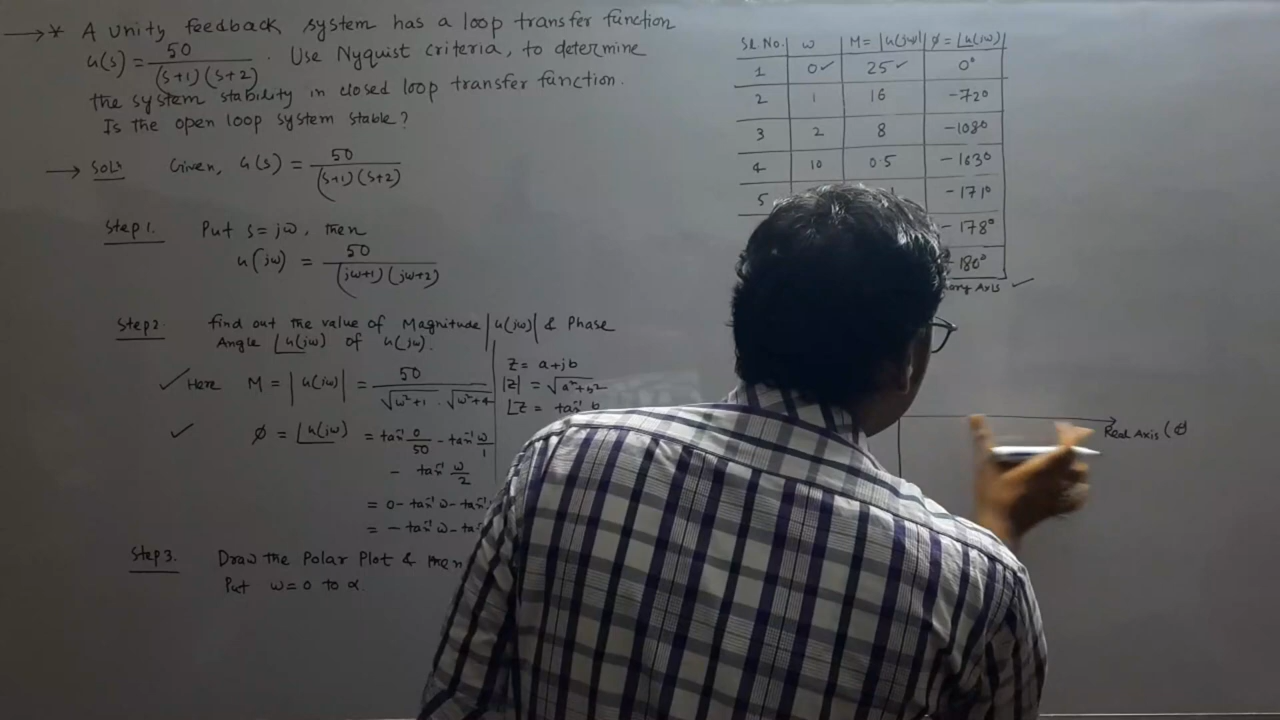 → * A unity feedback system has a loop transfer function
G(s) = 50 / (s+1)(s+2) . Use Nyquist criteria, to determine
the system stability in closed loop transfer function.
Is the open loop system stable?
→ Soln Given, G(s) = 50 / (s+1)(s+2)
Step 1. Put s = jω, then
G(jω) = 50 / (jω+1)(jω+2)
Step 2. find out the value of Magnitude |G(jω)| & Phase
Angle ∠G(jω) of G(jω).
✓ Here M = |G(jω)| = 50 / √ω²+1 . √ω²+4
✓ φ = ∠G(jω) = tan⁻¹ 0/50 - tan⁻¹ ω/1
- tan⁻¹ ω/2
= 0 - tan⁻¹ ω - tan⁻¹
= - tan⁻¹ ω - ta
z = a+jb
|z| = √a²+b²
∠z = tan⁻¹ b
Step 3. Draw the Polar Plot & then
Put ω = 0 to α.
Sl. No. ω M = |G(jω)| φ = ∠G(jω)
1 0 ✓ 25 ✓ 0°
2 1 16 -72°
3 2 8 -108°
4 10 0.5 -163°
5 -171°
-178°
-180°
Axis ✓
Real Axis (